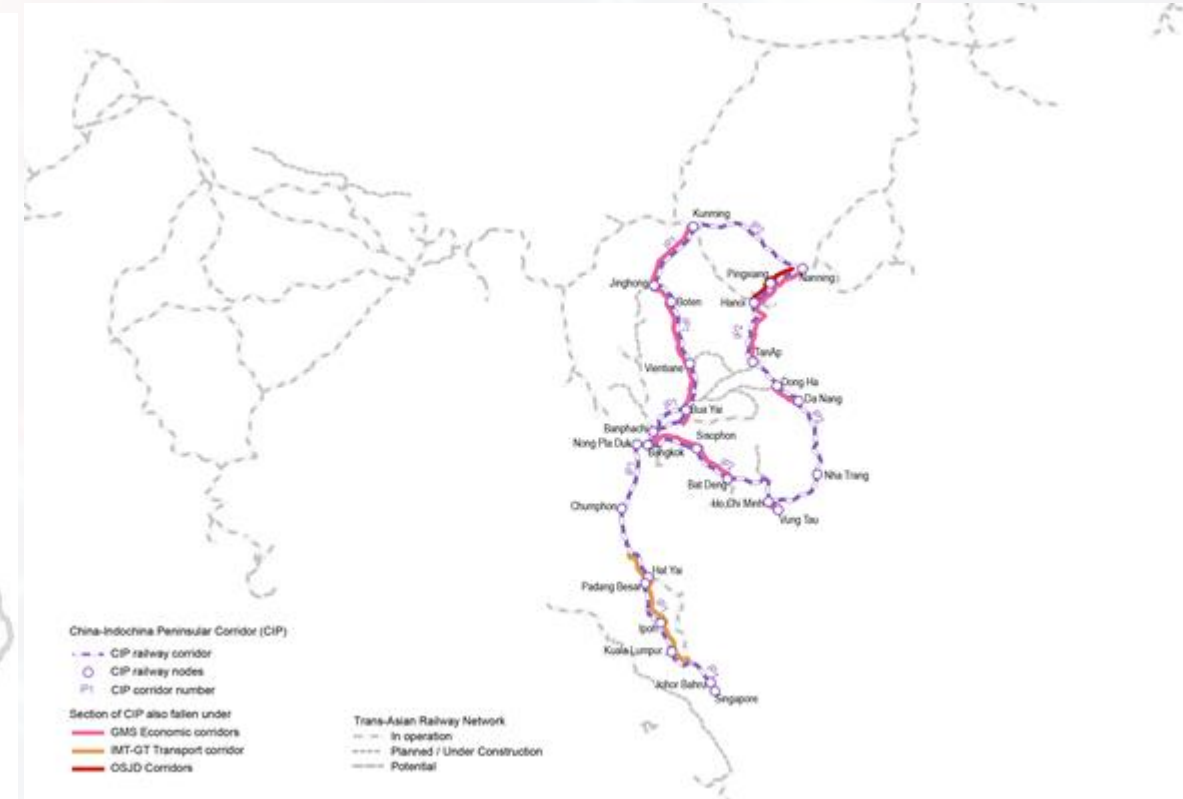 Kunming
Pingxiang
Nanning
Jinghong
Boten
Hanoi
TanAp
Vientiane
Dong Ha
Da Nang
Bua Yai
Banphachi
Sisophon
Nong Pla Duk
Bangkok
Bat Deng
Nha Trang
Ho Chi Minh
Vung Tau
Chumphon
Hat Yai
Padang Besar
Ipoh
Kuala Lumpur
Johor Bahru
Singapore
China-Indochina Peninsular Corridor (CIP)
CIP railway corridor
CIP railway nodes
CIP corridor number
Section of CIP also fallen under
GMS Economic corridors
IMT-GT Transport corridor
OSJD Corridors
Trans-Asian Railway Network
In operation
Planned / Under Construction
Potential